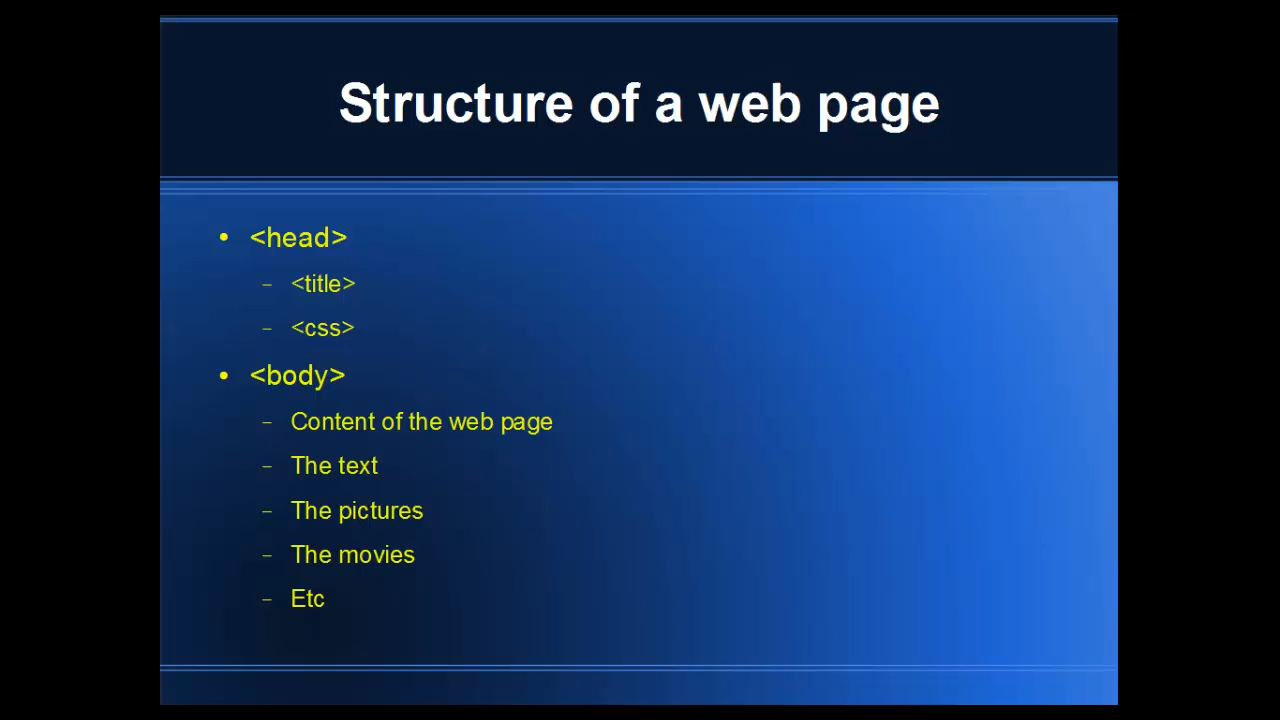 Structure of a web page
• <head>
– <title>
– <css>
• <body>
– Content of the web page
– The text
– The pictures
– The movies
– Etc